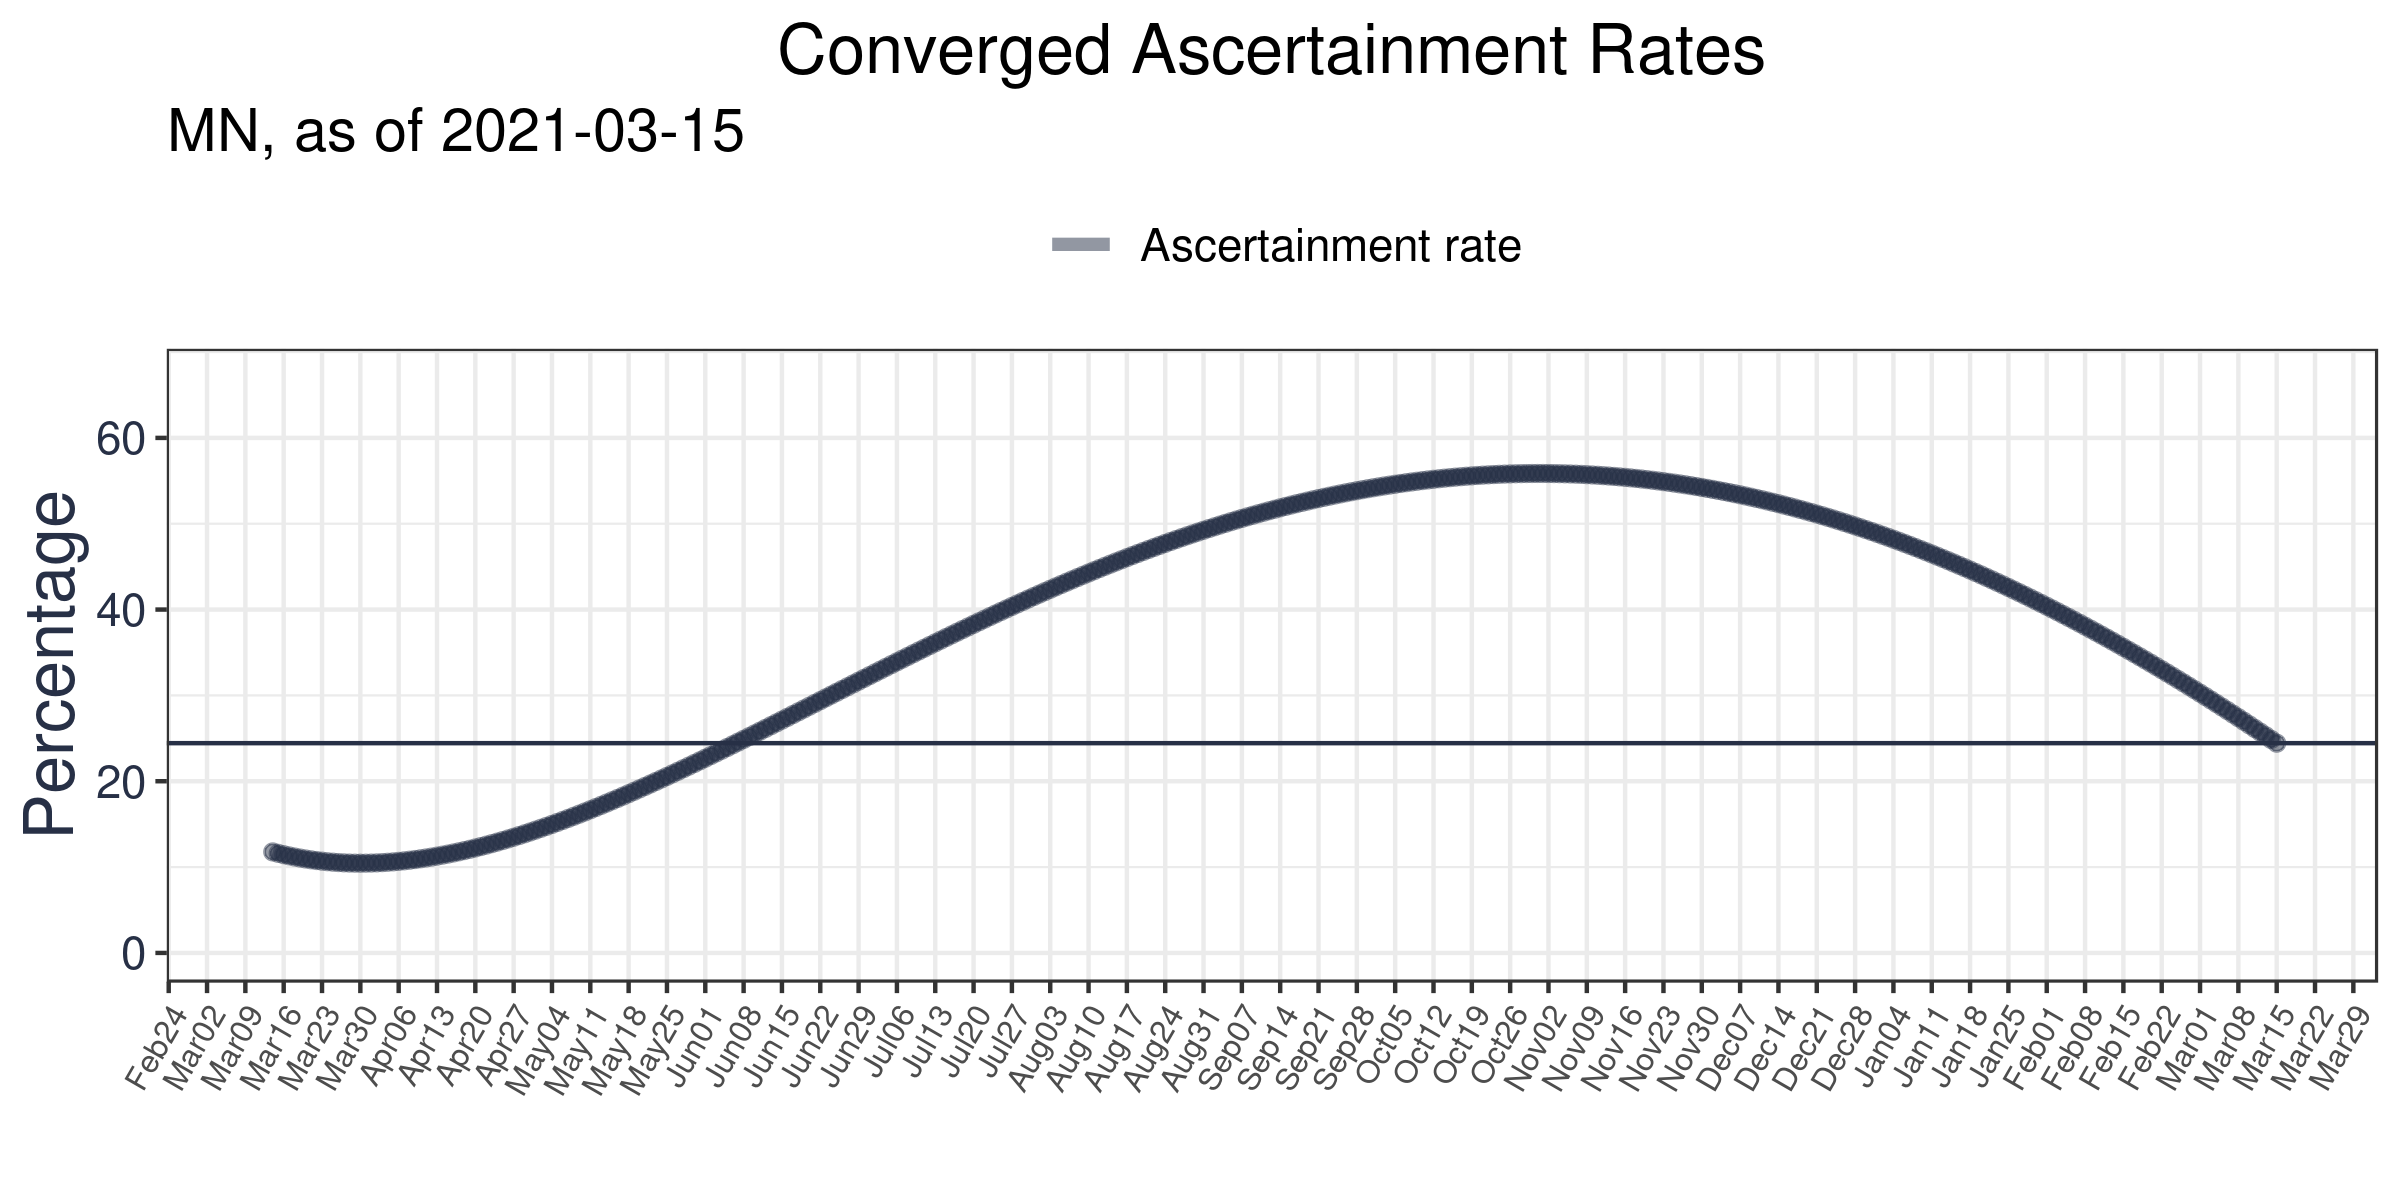 Converged Ascertainment Rates
MN, as of 2021-03-15
Ascertainment rate
Percentage
60
40
20
0
Feb24
Mar02
Mar09
Mar16
Mar23
Mar30
Apr06
Apr13
Apr20
Apr27
May04
May11
May18
May25
Jun01
Jun08
Jun15
Jun22
Jun29
Jul06
Jul13
Jul20
Jul27
Aug03
Aug10
Aug17
Aug24
Aug31
Sep07
Sep14
Sep21
Sep28
Oct05
Oct12
Oct19
Oct26
Nov02
Nov09
Nov16
Nov23
Nov30
Dec07
Dec14
Dec21
Dec28
Jan04
Jan11
Jan18
Jan25
Feb01
Feb08
Feb15
Feb22
Mar01
Mar08
Mar15
Mar22
Mar29